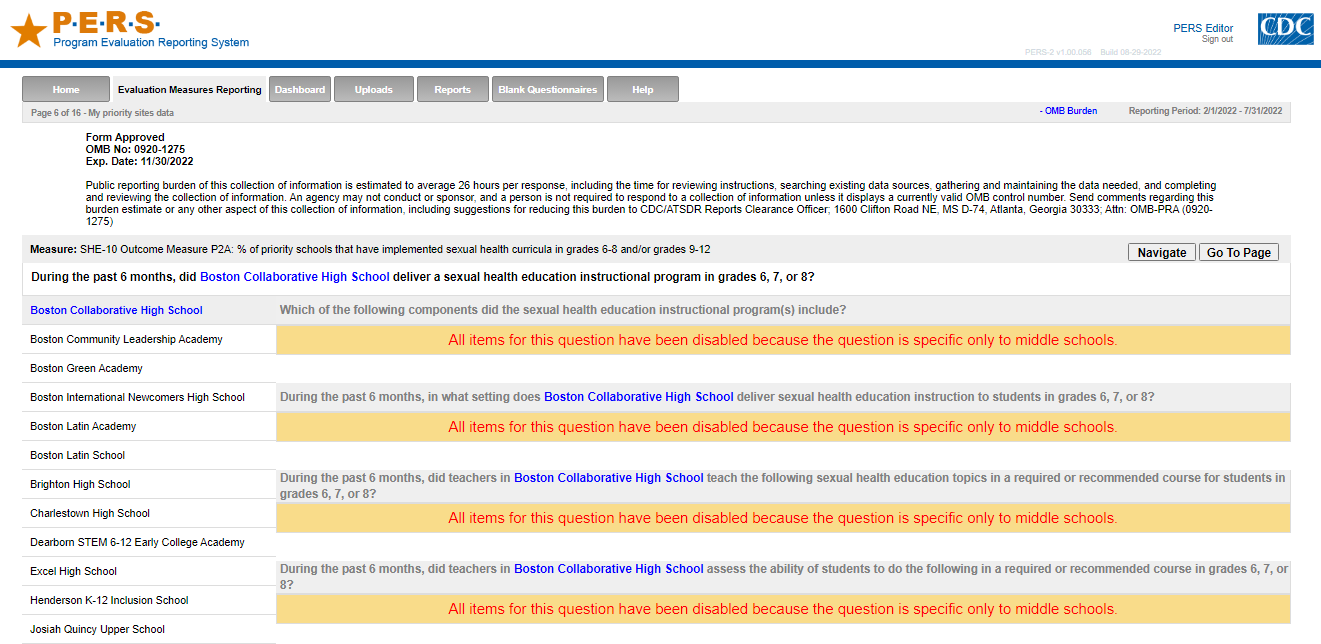 P·E·R·S·
Program Evaluation Reporting System
PERS Editor
Sign out
CDC
PERS-2 v1.00.056 Build 08-29-2022
Home
Evaluation Measures Reporting
Dashboard
Uploads
Reports
Blank Questionnaires
Help
Page 6 of 16 - My priority sites data
- OMB Burden
Reporting Period: 2/1/2022 - 7/31/2022
Form Approved
OMB No: 0920-1275
Exp. Date: 11/30/2022
Public reporting burden of this collection of information is estimated to average 26 hours per response, including the time for reviewing instructions, searching existing data sources, gathering and maintaining the data needed, and completing
and reviewing the collection of information. An agency may not conduct or sponsor, and a person is not required to respond to a collection of information unless it displays a currently valid OMB control number. Send comments regarding this
burden estimate or any other aspect of this collection of information, including suggestions for reducing this burden to CDC/ATSDR Reports Clearance Officer; 1600 Clifton Road NE, MS D-74, Atlanta, Georgia 30333; Attn: OMB-PRA (0920-
1275)
Measure: SHE-10 Outcome Measure P2A: % of priority schools that have implemented sexual health curricula in grades 6-8 and/or grades 9-12
Navigate
Go To Page
During the past 6 months, did Boston Collaborative High School deliver a sexual health education instructional program in grades 6, 7, or 8?
Boston Collaborative High School
Boston Community Leadership Academy
Boston Green Academy
Boston International Newcomers High School
Boston Latin Academy
Boston Latin School
Brighton High School
Charlestown High School
Dearborn STEM 6-12 Early College Academy
Excel High School
Henderson K-12 Inclusion School
Josiah Quincy Upper School
Which of the following components did the sexual health education instructional program(s) include?
All items for this question have been disabled because the question is specific only to middle schools.
During the past 6 months, in what setting does Boston Collaborative High School deliver sexual health education instruction to students in grades 6, 7, or 8?
All items for this question have been disabled because the question is specific only to middle schools.
During the past 6 months, did teachers in Boston Collaborative High School teach the following sexual health education topics in a required or recommended course for students in
grades 6, 7, or 8?
All items for this question have been disabled because the question is specific only to middle schools.
During the past 6 months, did teachers in Boston Collaborative High School assess the ability of students to do the following in a required or recommended course in grades 6, 7, or
8?
All items for this question have been disabled because the question is specific only to middle schools.